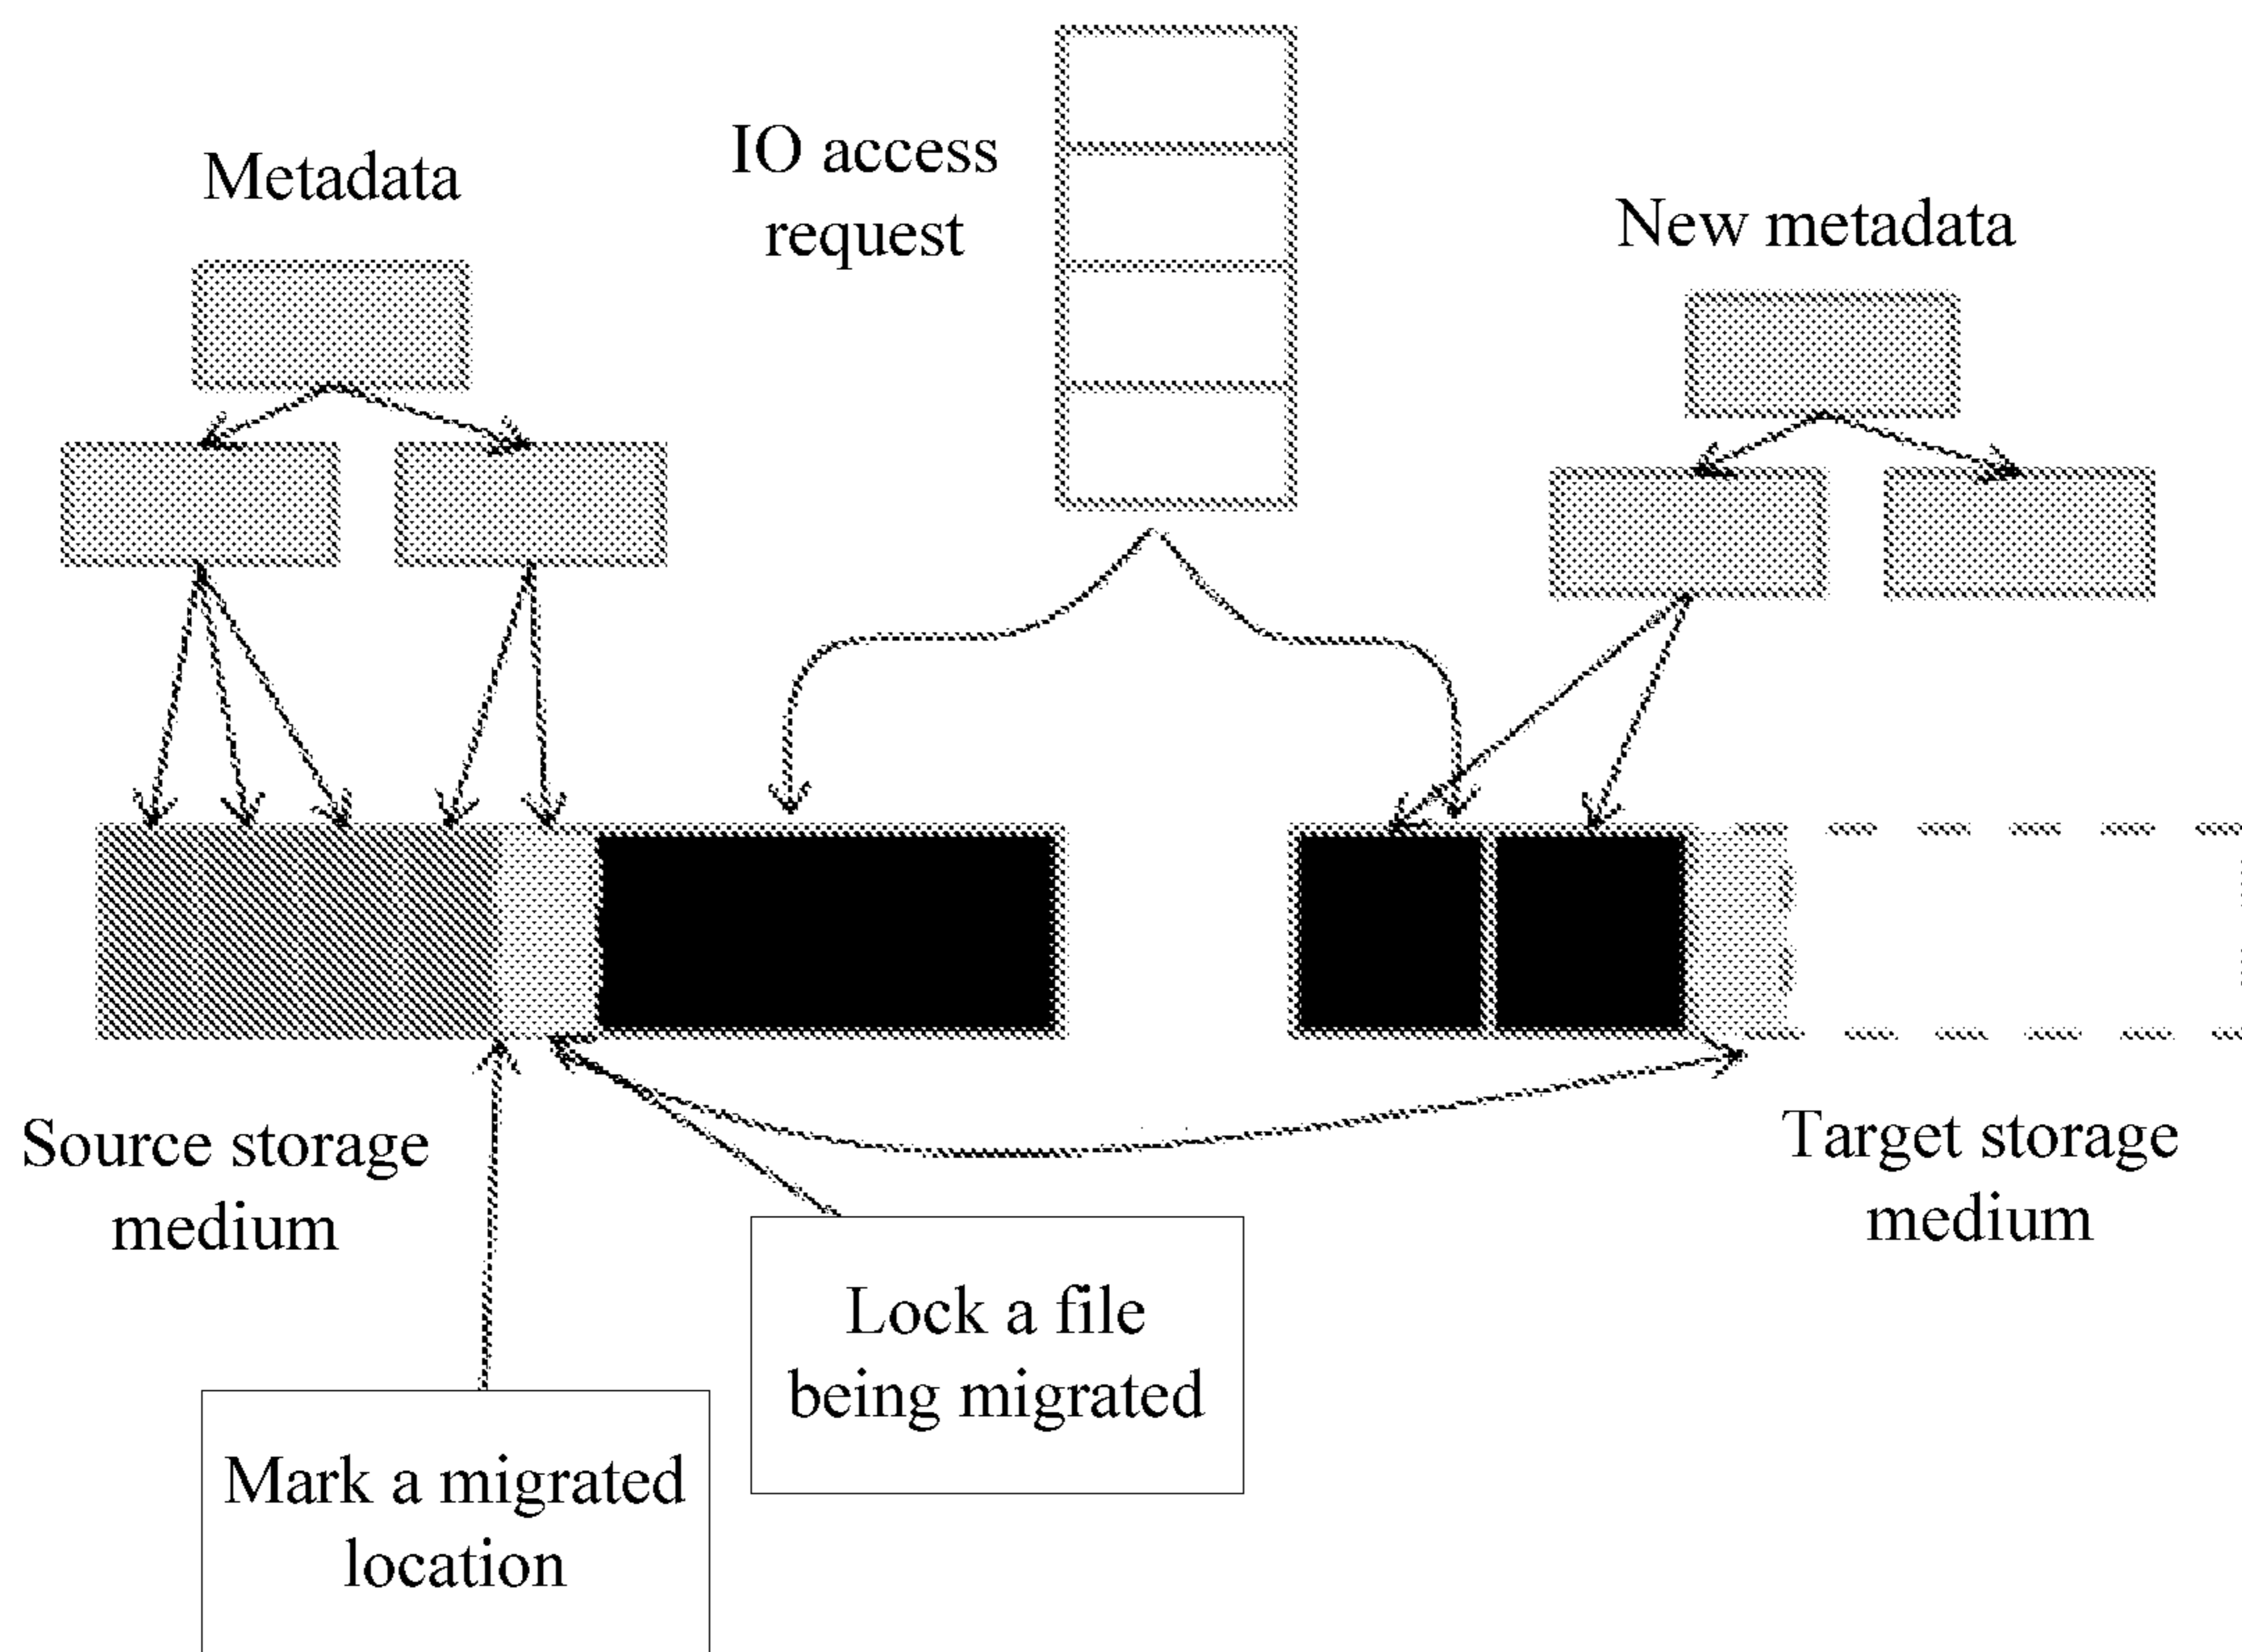 Metadata
IO access
request
New metadata
Source storage
medium
Target storage
medium
Lock a file
being migrated
Mark a migrated
location